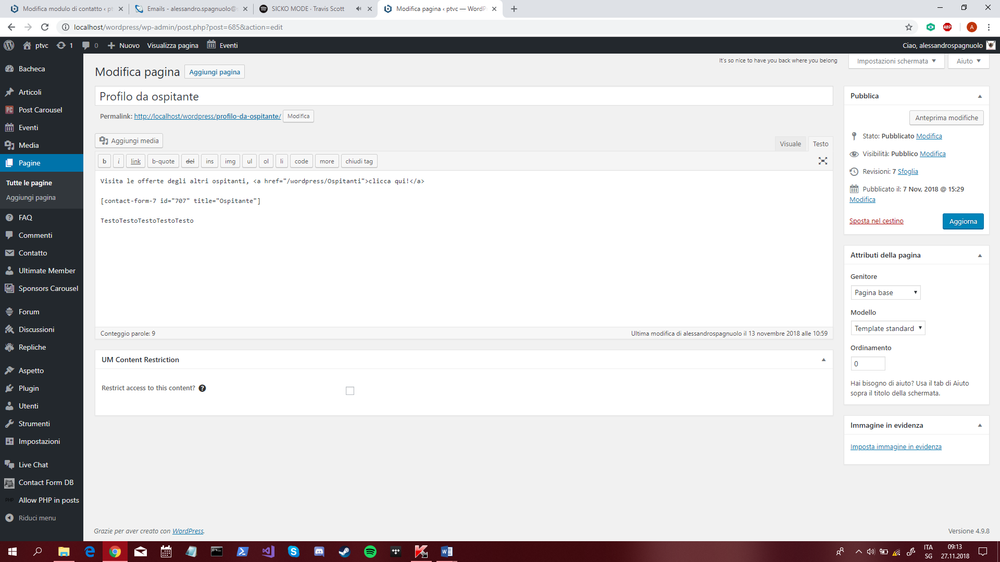 Modifica modulo di contatto ‹ pt
Emails - alessandro.spagnuolo@
SICKO MODE · Travis Scott
Modifica pagina ‹ ptvc — WordP
localhost/wordpress/wp-admin/post.php?post=685&action=edit
ABP
A
ptvc
1
0
Nuovo
Visualizza pagina
Eventi
Ciao, alessandrospagnuolo
Bacheca
Articoli
Post Carousel
Eventi
Media
Pagine
Tutte le pagine
Aggiungi pagina
FAQ
Commenti
Contatto
Ultimate Member
Sponsors Carousel
Forum
Discussioni
Repliche
Aspetto
Plugin
Utenti
Strumenti
Impostazioni
Live Chat
Contact Form DB
PHP Allow PHP in posts
Riduci menu
It's so nice to have you back where you belong
Impostazioni schermata
Aiuto
Modifica pagina
Aggiungi pagina
Profilo da ospitante
Permalink: http://localhost/wordpress/profilo-da-ospitante/ Modifica
Aggiungi media
Visuale
Testo
b i link b-quote del ins img ul ol li code more chiudi tag
Visita le offerte degli altri ospitanti, <a href="/wordpress/Ospitanti">clicca qui!</a>
[contact-form-7 id="707" title="Ospitante"]
TestoTestoTestoTestoTesto
Conteggio parole: 9
Ultima modifica di alessandrospagnuolo il 13 novembre 2018 alle 10:59
UM Content Restriction
Restrict access to this content? ?
Pubblica
Anteprima modifiche
Stato: Pubblicato Modifica
Visibilità: Pubblico Modifica
Revisioni: 7 Sfoglia
Pubblicato il: 7 Nov, 2018 @ 15:29
Modifica
Sposta nel cestino
Aggiorna
Attributi della pagina
Genitore
Pagina base
Modello
Template standard
Ordinamento
0
Hai bisogno di aiuto? Usa il tab di Aiuto
sopra il titolo della schermata.
Immagine in evidenza
Imposta immagine in evidenza
Grazie per aver creato con WordPress.
Versione 4.9.8
ITA
SG
09:13
27.11.2018